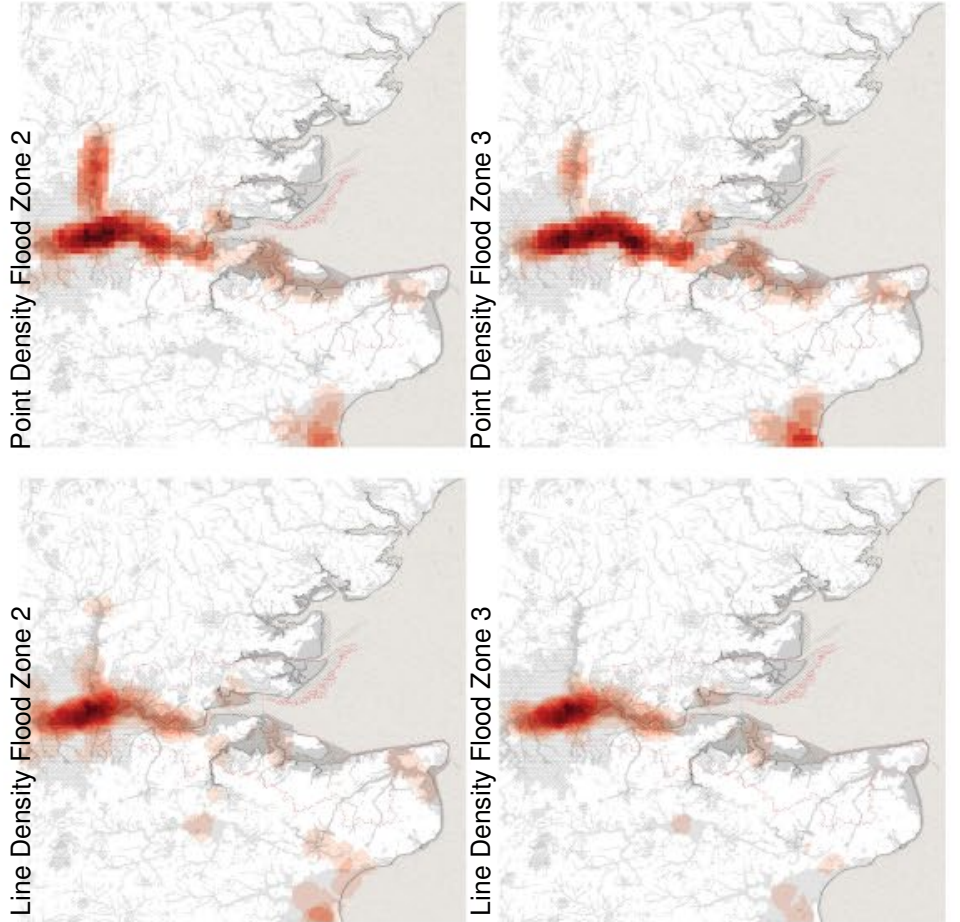 Point Density Flood Zone 2
Point Density Flood Zone 3
Line Density Flood Zone 2
Line Density Flood Zone 3